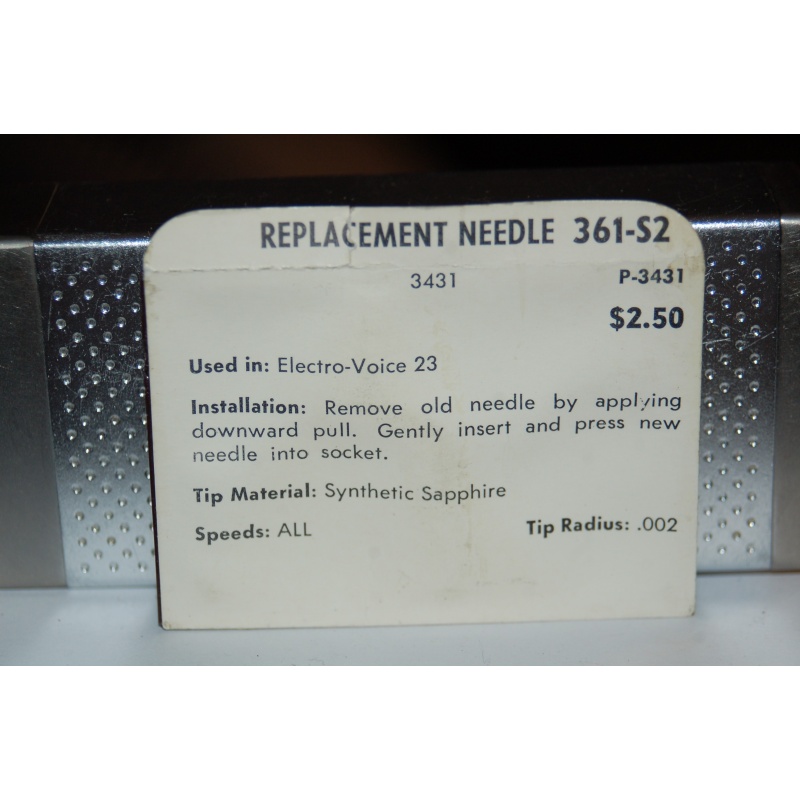 REPLACEMENT NEEDLE 361-S2
3431 P-3431
$2.50
Used in: Electro-Voice 23
Installation: Remove old needle by applying
downward pull. Gently insert and press new
needle into socket.
Tip Material: Synthetic Sapphire
Speeds: ALL Tip Radius: .002